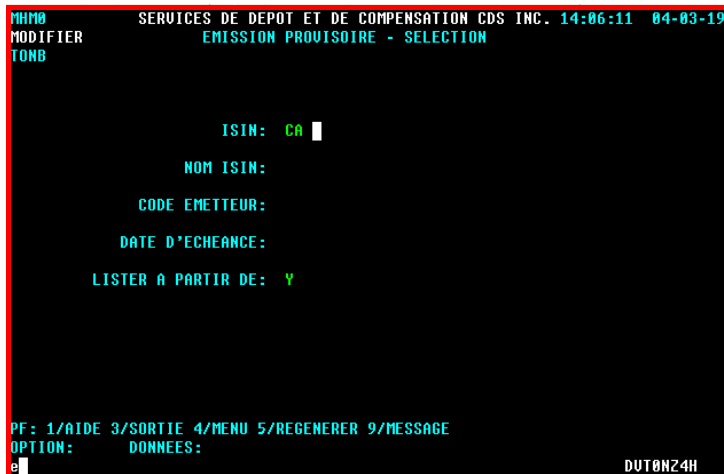 MHM0 SERVICES DE DEPOT ET DE COMPENSATION CDS INC. 14:06:11 04-03-19
MODIFIER EMISSION PROVISOIRE - SELECTION
TONB
ISIN: CA
NOM ISIN:
CODE EMETTEUR:
DATE D'ECHEANCE:
LISTER A PARTIR DE: Y
PF: 1/AIDE 3/SORTIE 4/MENU 5/REGENERER 9/MESSAGE
OPTION: DONNEES:
e DVT0NZ4H